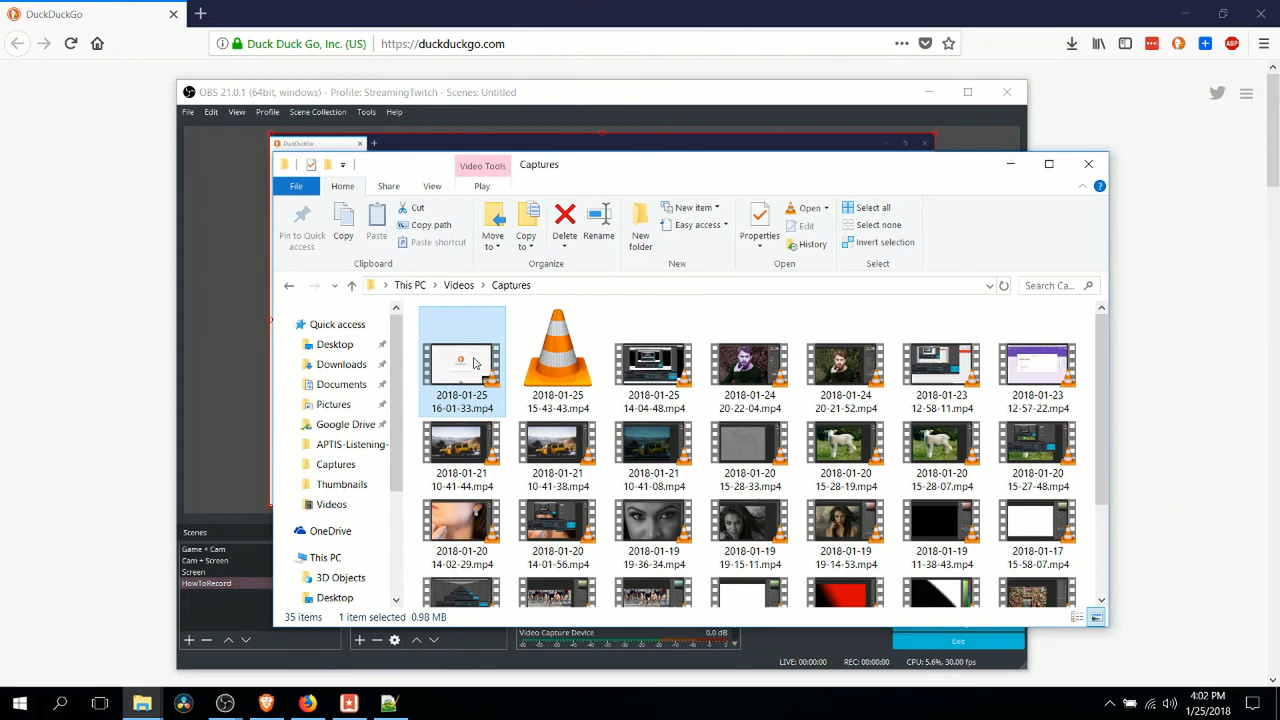 DuckDuckGo
Duck Duck Go, Inc. (US)
https://duckduckgo.com
ABP
OBS 21.0.1 (64bit, windows) - Profile: StreamingTwitch - Scenes: Untitled
File Edit View Profile Scene Collection Tools Help
DuckDuckGo
Video Tools
Captures
File Home Share View Play
Pin to Quick access
Copy
Paste
Cut
Copy path
Paste shortcut
Clipboard
Move to
Copy to
Delete
Rename
Organize
New folder
New item
Easy access
New
Properties
Open
Edit
History
Open
Select all
Select none
Invert selection
Select
This PC
Videos
Captures
Search Ca...
Quick access
Desktop
Downloads
Documents
Pictures
Google Drive
APTIS-Listening-
Captures
Thumbnails
Videos
OneDrive
This PC
3D Objects
Desktop
2018-01-25 16-01-33.mp4
2018-01-25 15-43-43.mp4
2018-01-25 14-04-48.mp4
2018-01-24 20-22-04.mp4
2018-01-24 20-21-52.mp4
2018-01-23 12-58-11.mp4
2018-01-23 12-57-22.mp4
2018-01-21 10-41-44.mp4
2018-01-21 10-41-38.mp4
2018-01-21 10-41-08.mp4
2018-01-20 15-28-33.mp4
2018-01-20 15-28-19.mp4
2018-01-20 15-28-07.mp4
2018-01-20 15-27-48.mp4
2018-01-20 14-02-29.mp4
2018-01-20 14-01-56.mp4
2018-01-19 19-36-34.mp4
2018-01-19 19-15-11.mp4
2018-01-19 19-14-53.mp4
2018-01-19 11-38-43.mp4
2018-01-17 15-58-07.mp4
35 items
1 item selected 0.98 MB
Scenes
Game + Cam
Cam + Screen
Screen
HowToRecord
Video Capture Device
0.0 dB
Exit
LIVE: 00:00:00
REC: 00:00:00
CPU: 5.6%, 30.00 fps
4:02 PM
1/25/2018